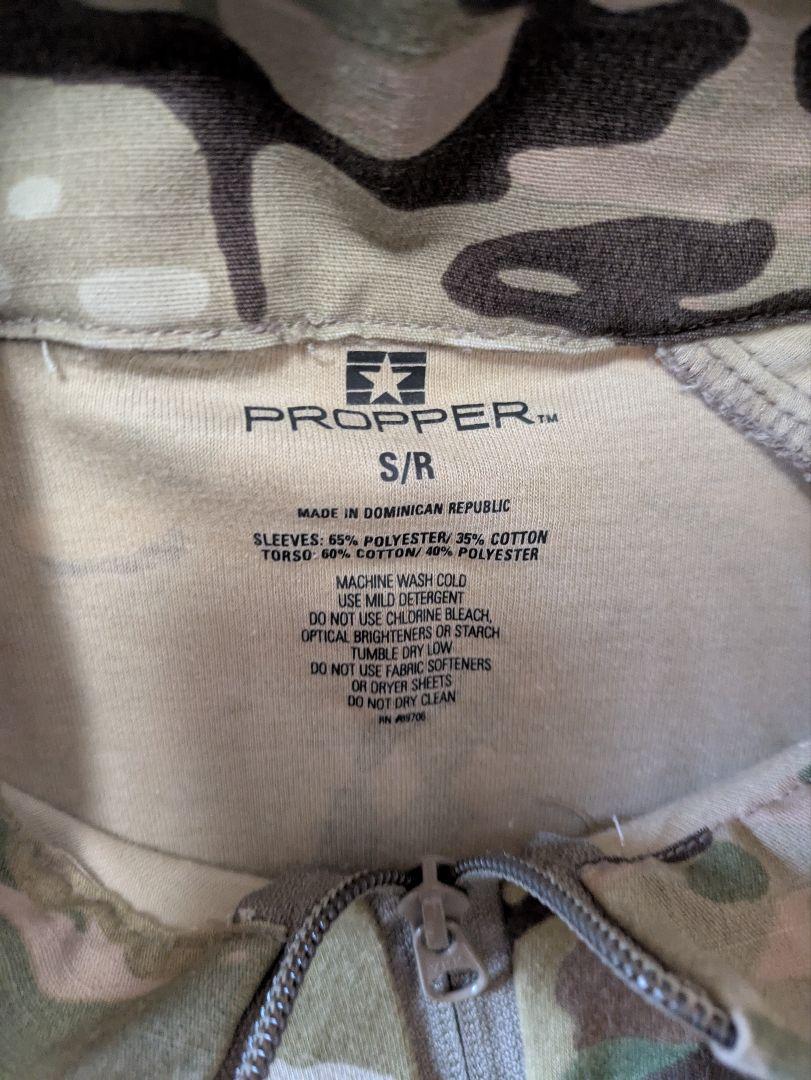 PROPPER™
S/R
MADE IN DOMINICAN REPUBLIC
SLEEVES: 65% POLYESTER/ 35% COTTON
TORSO: 60% COTTON/ 40% POLYESTER
MACHINE WASH COLD
USE MILD DETERGENT
DO NOT USE CHLORINE BLEACH,
OPTICAL BRIGHTENERS OR STARCH
TUMBLE DRY LOW
DO NOT USE FABRIC SOFTENERS
OR DRYER SHEETS
DO NOT DRY CLEAN
RN #89706